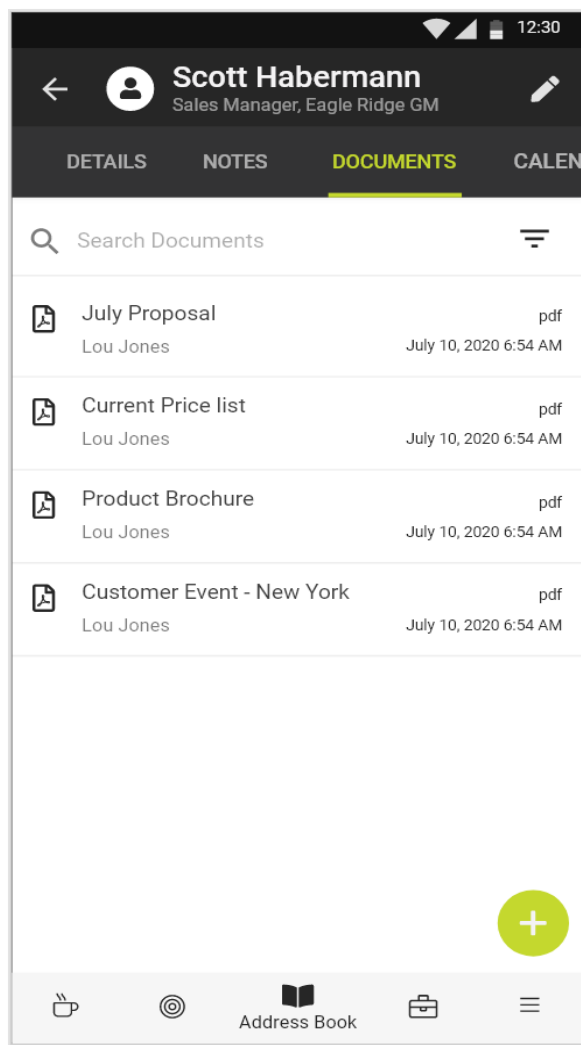 12:30
Scott Habermann
Sales Manager, Eagle Ridge GM
DETAILS NOTES DOCUMENTS CALEN
Search Documents
July Proposal pdf
Lou Jones July 10, 2020 6:54 AM
Current Price list pdf
Lou Jones July 10, 2020 6:54 AM
Product Brochure pdf
Lou Jones July 10, 2020 6:54 AM
Customer Event - New York pdf
Lou Jones July 10, 2020 6:54 AM
Address Book